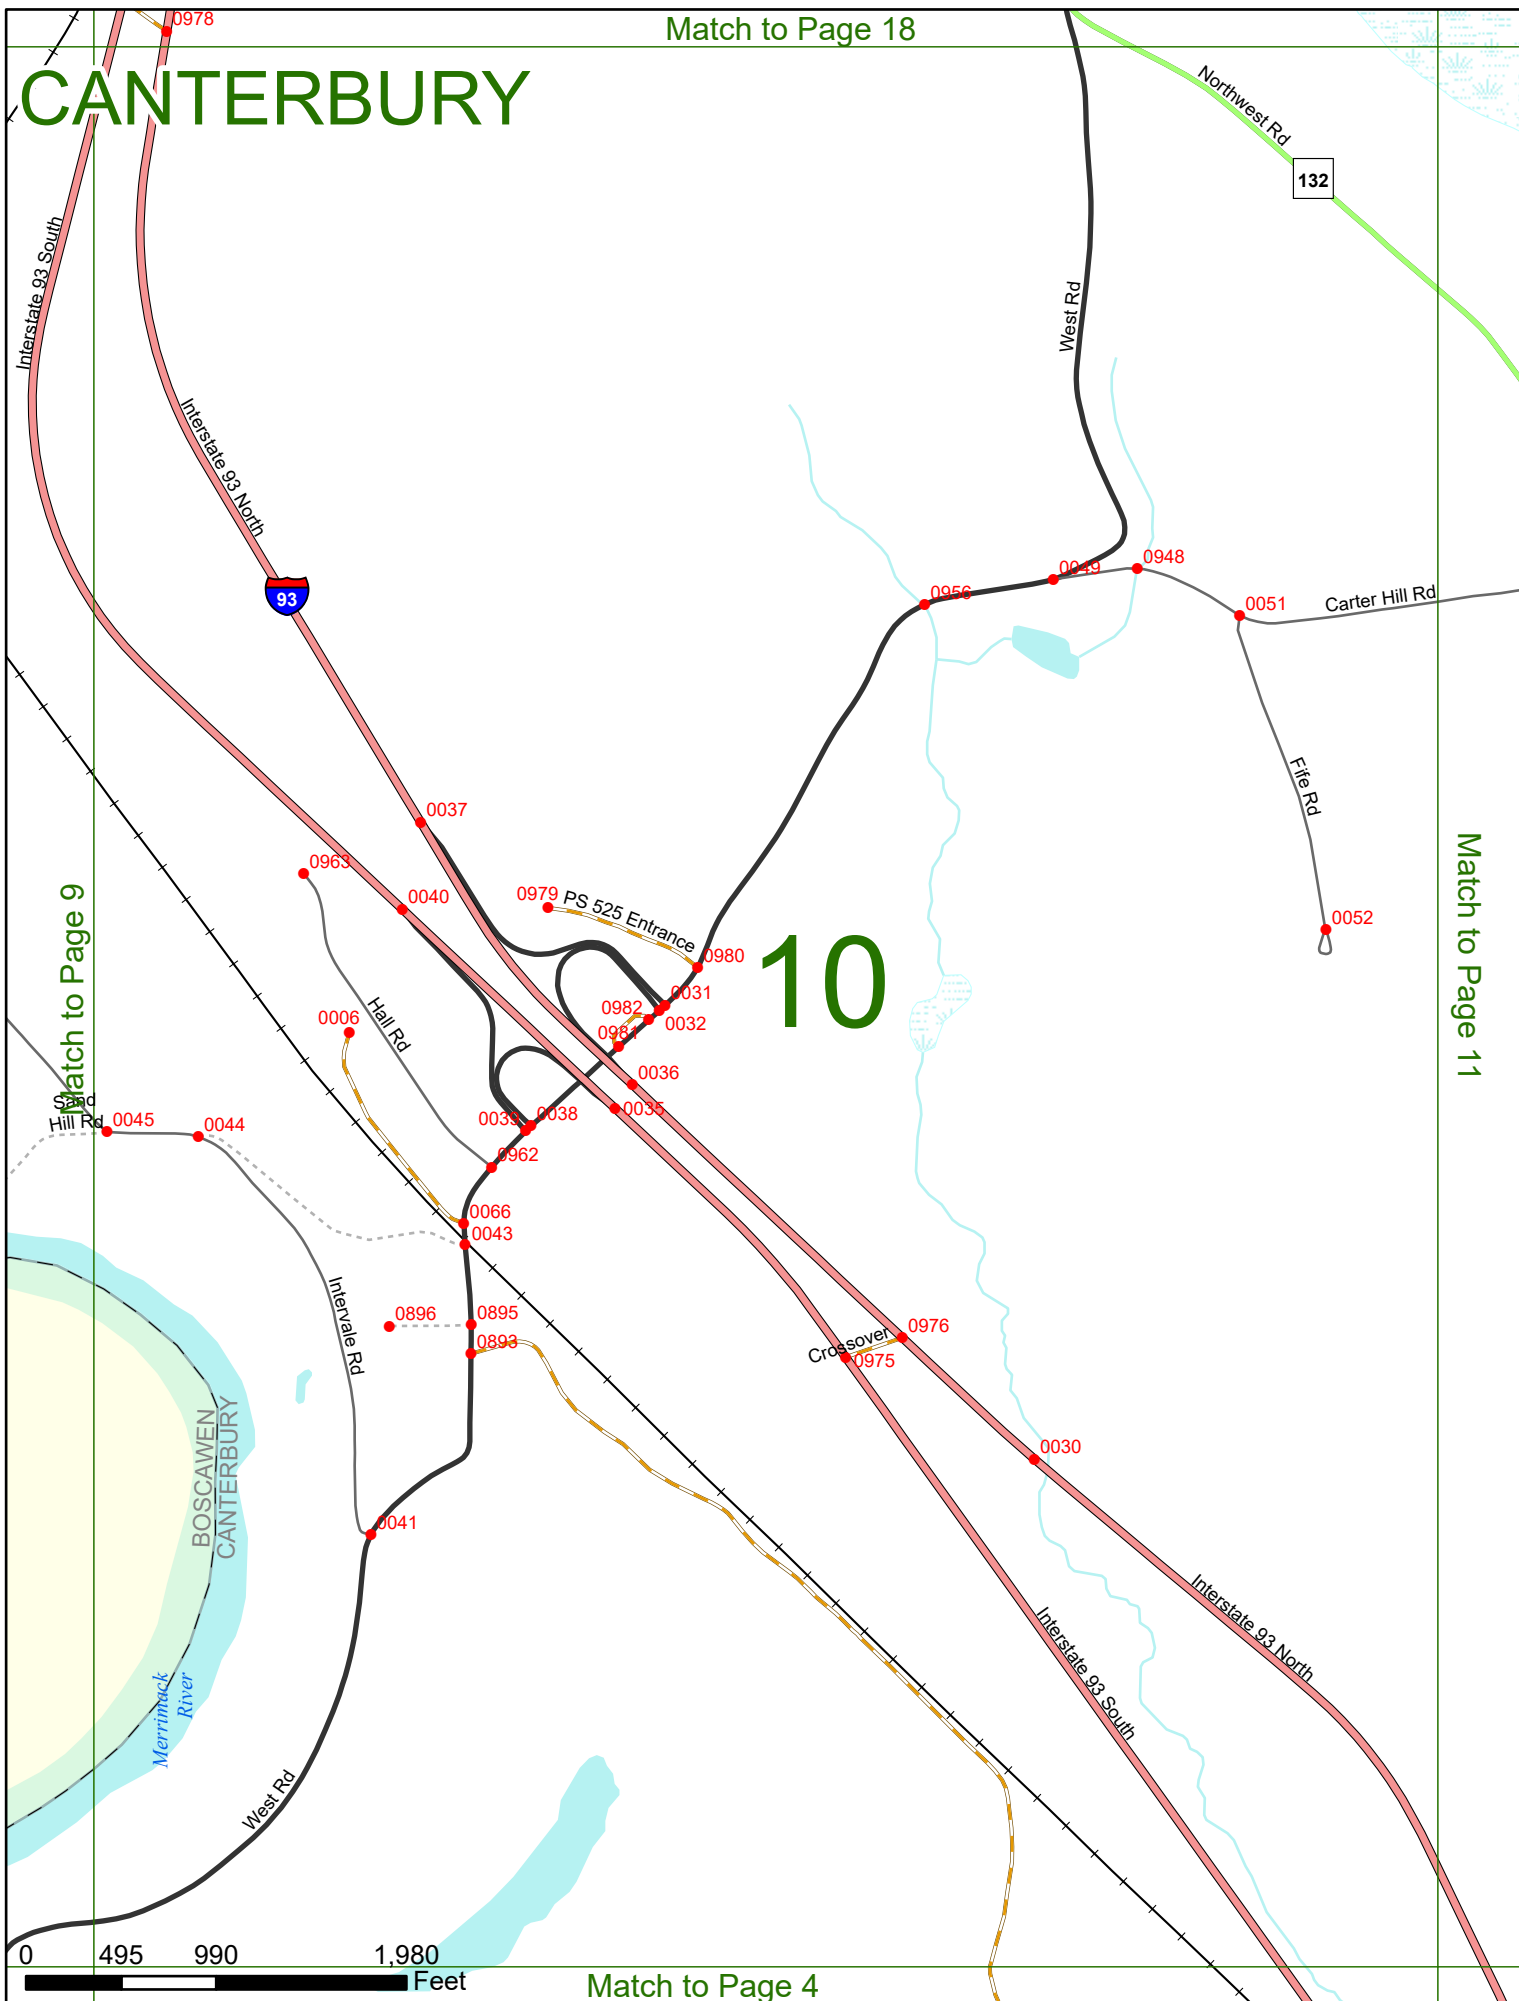 0978
Match to Page 18
CANTERBURY
Northwest Rd
132
Interstate 93 South
West Rd
Interstate 93 North
93
0948
0049
0956
0051
Carter Hill Rd
Fife Rd
0037
0963
0040
0979
PS 525 Entrance
0980
10
0052
Match to Page 9
Match to Page 11
0031
0982
0032
0006
Hall Rd
0981
0036
0035
Sand
Hill Rd
0045
0044
0039
0038
0962
0066
0043
Intervale Rd
0896
0895
0893
0976
Crossover
0975
BOSCAWEN
CANTERBURY
0030
0041
Interstate 93 North
Interstate 93 South
Merrimack
River
West Rd
0
495
990
1,980
Feet
Match to Page 4